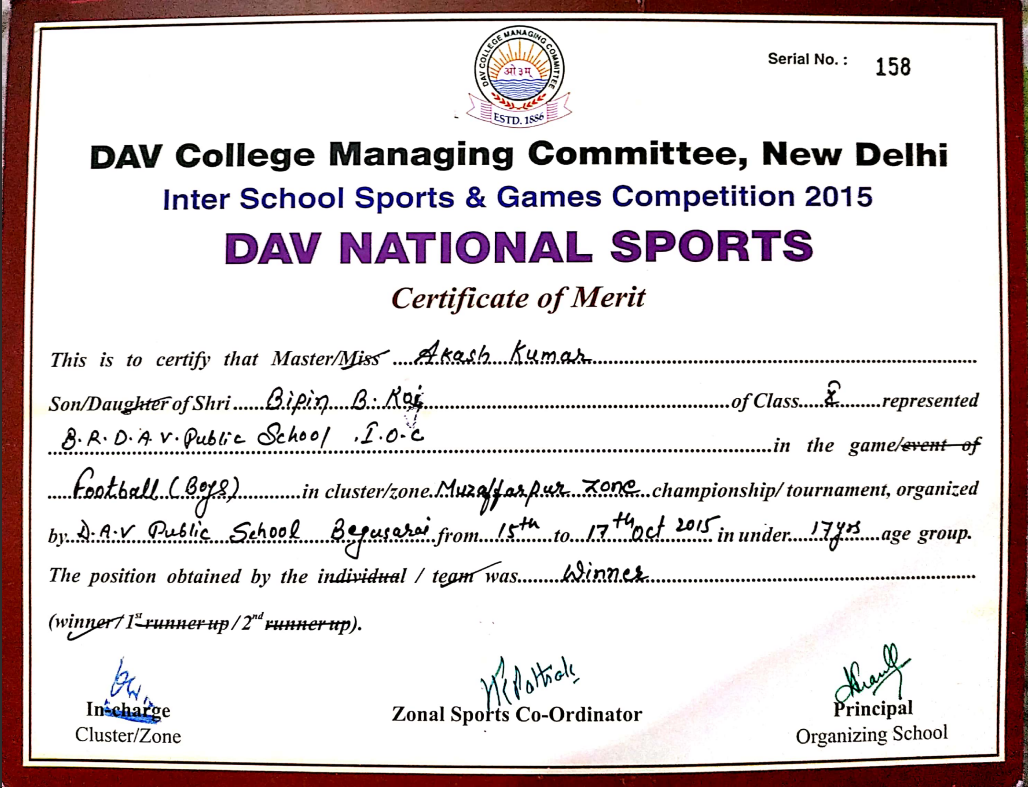 DAV COLLEGE MANAGING COMMITTEE
ओ३म्
ESTD. 1886
Serial No. : 158
DAV College Managing Committee, New Delhi
Inter School Sports & Games Competition 2015
DAV NATIONAL SPORTS
Certificate of Merit
This is to certify that Master/Miss Akash Kumar
Son/Daughter of Shri Bipin B. Rai of Class X represented
B.R.D.A.V. Public School .I.O.C in the game/event of
Football (Boys) in cluster/zone Muzaffarpur Zone championship/ tournament, organized
by D.A.V Public School Begusarai from 15th to 17th Oct 2015 in under 17yrs age group.
The position obtained by the individual / team was Winner
(winner/1st runner up/2nd runner up).
In-charge
Cluster/Zone
Zonal Sports Co-Ordinator
Principal
Organizing School